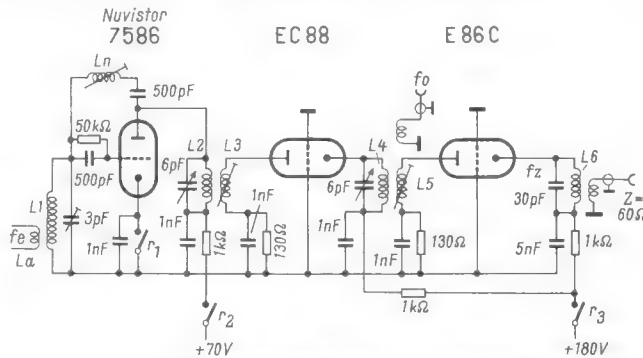 Nuvistor
7586
EC88
E86C
Ln
500pF
fo
50kΩ
500pF
L1
3pF
fe
La
1nF
r1
L2
L3
6pF
1nF
1kΩ
1nF
130Ω
r2
+70V
L4
6pF
L5
1nF
1nF
130Ω
1kΩ
fz
30pF
L6
Z=
60Ω
5nF
1kΩ
r3
+180V